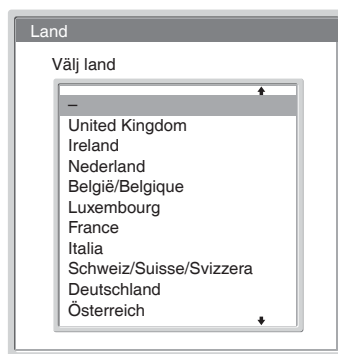 Land
Välj land
–
United Kingdom
Ireland
Nederland
België/Belgique
Luxembourg
France
Italia
Schweiz/Suisse/Svizzera
Deutschland
Österreich